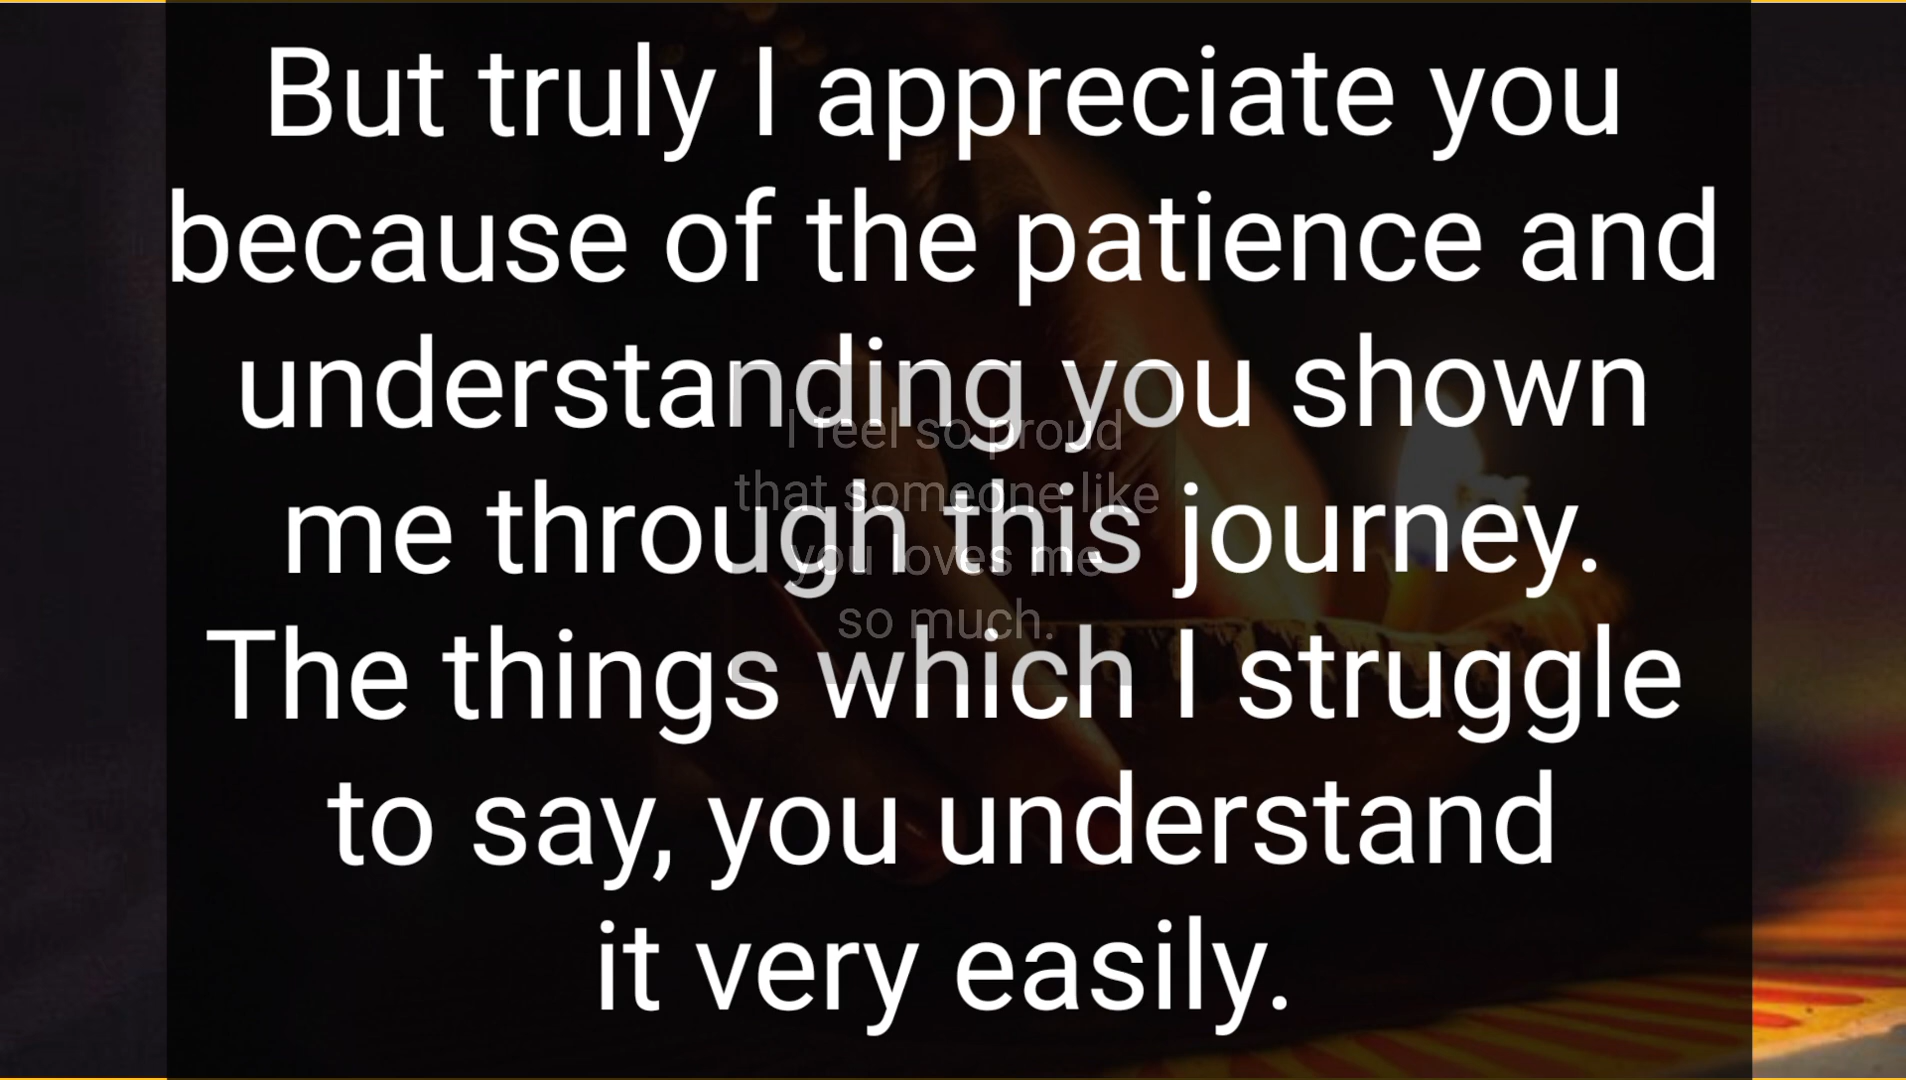 But truly I appreciate you
because of the patience and
understanding you shown
me through this journey.
The things which I struggle
to say, you understand
it very easily.
I feel so proud
that someone like
you loves me
so much.